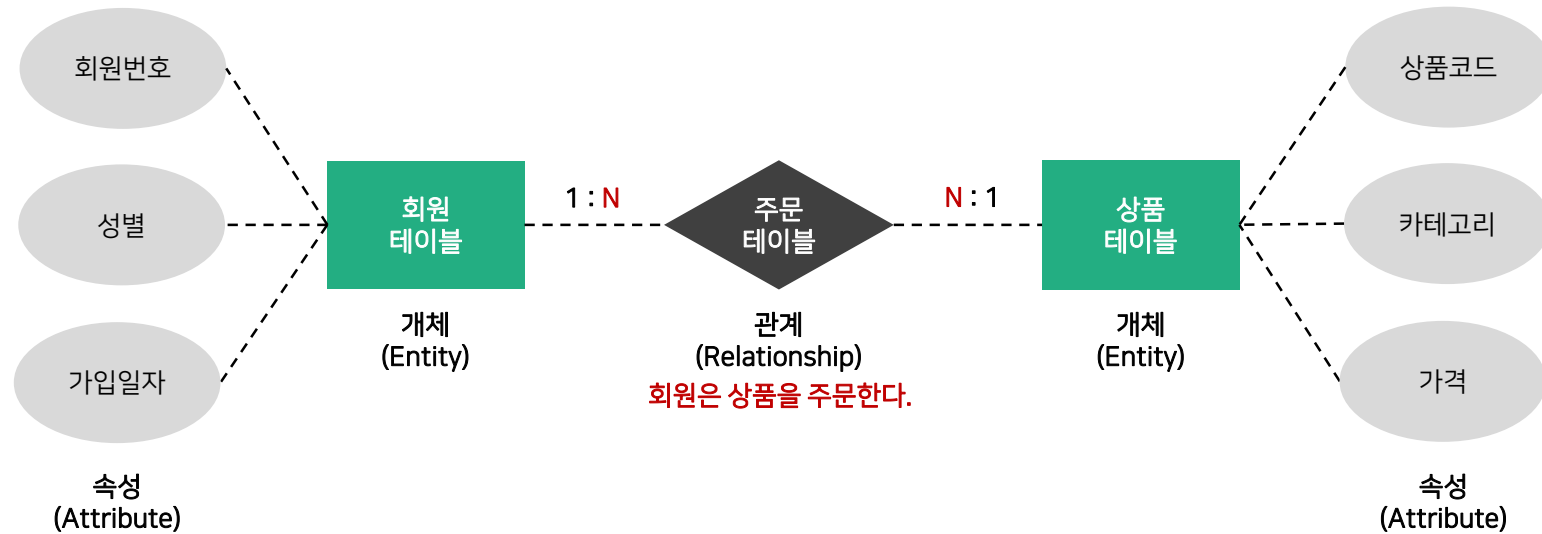 회원번호
성별
가입일자
속성
(Attribute)
회원
테이블
개체
(Entity)
1 : N
주문
테이블
관계
(Relationship)
회원은 상품을 주문한다.
N : 1
상품
테이블
개체
(Entity)
상품코드
카테고리
가격
속성
(Attribute)